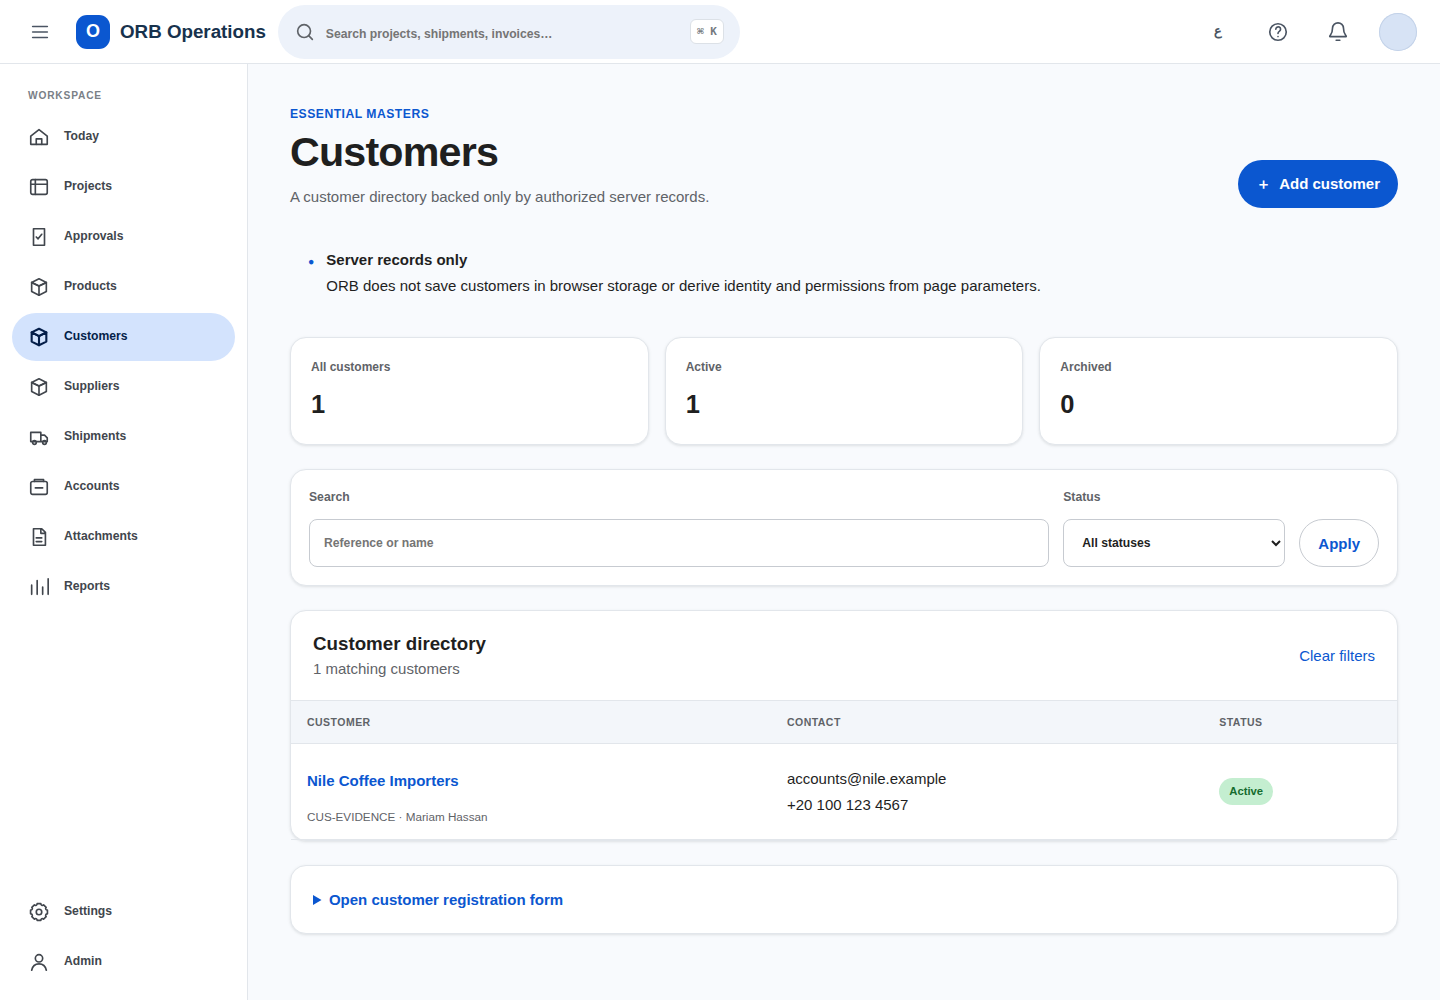 O ORB Operations
Search projects, shipments, invoices…
⌘ K
ع
WORKSPACE
Today
Projects
Approvals
Products
Customers
Suppliers
Shipments
Accounts
Attachments
Reports
Settings
Admin
ESSENTIAL MASTERS
Customers
A customer directory backed only by authorized server records.
+ Add customer
Server records only
ORB does not save customers in browser storage or derive identity and permissions from page parameters.
All customers
1
Active
1
Archived
0
Search
Reference or name
Status
All statuses
Apply
Customer directory
1 matching customers
Clear filters
CUSTOMER CONTACT STATUS
Nile Coffee Importers
CUS-EVIDENCE · Mariam Hassan
accounts@nile.example
+20 100 123 4567
Active
Open customer registration form